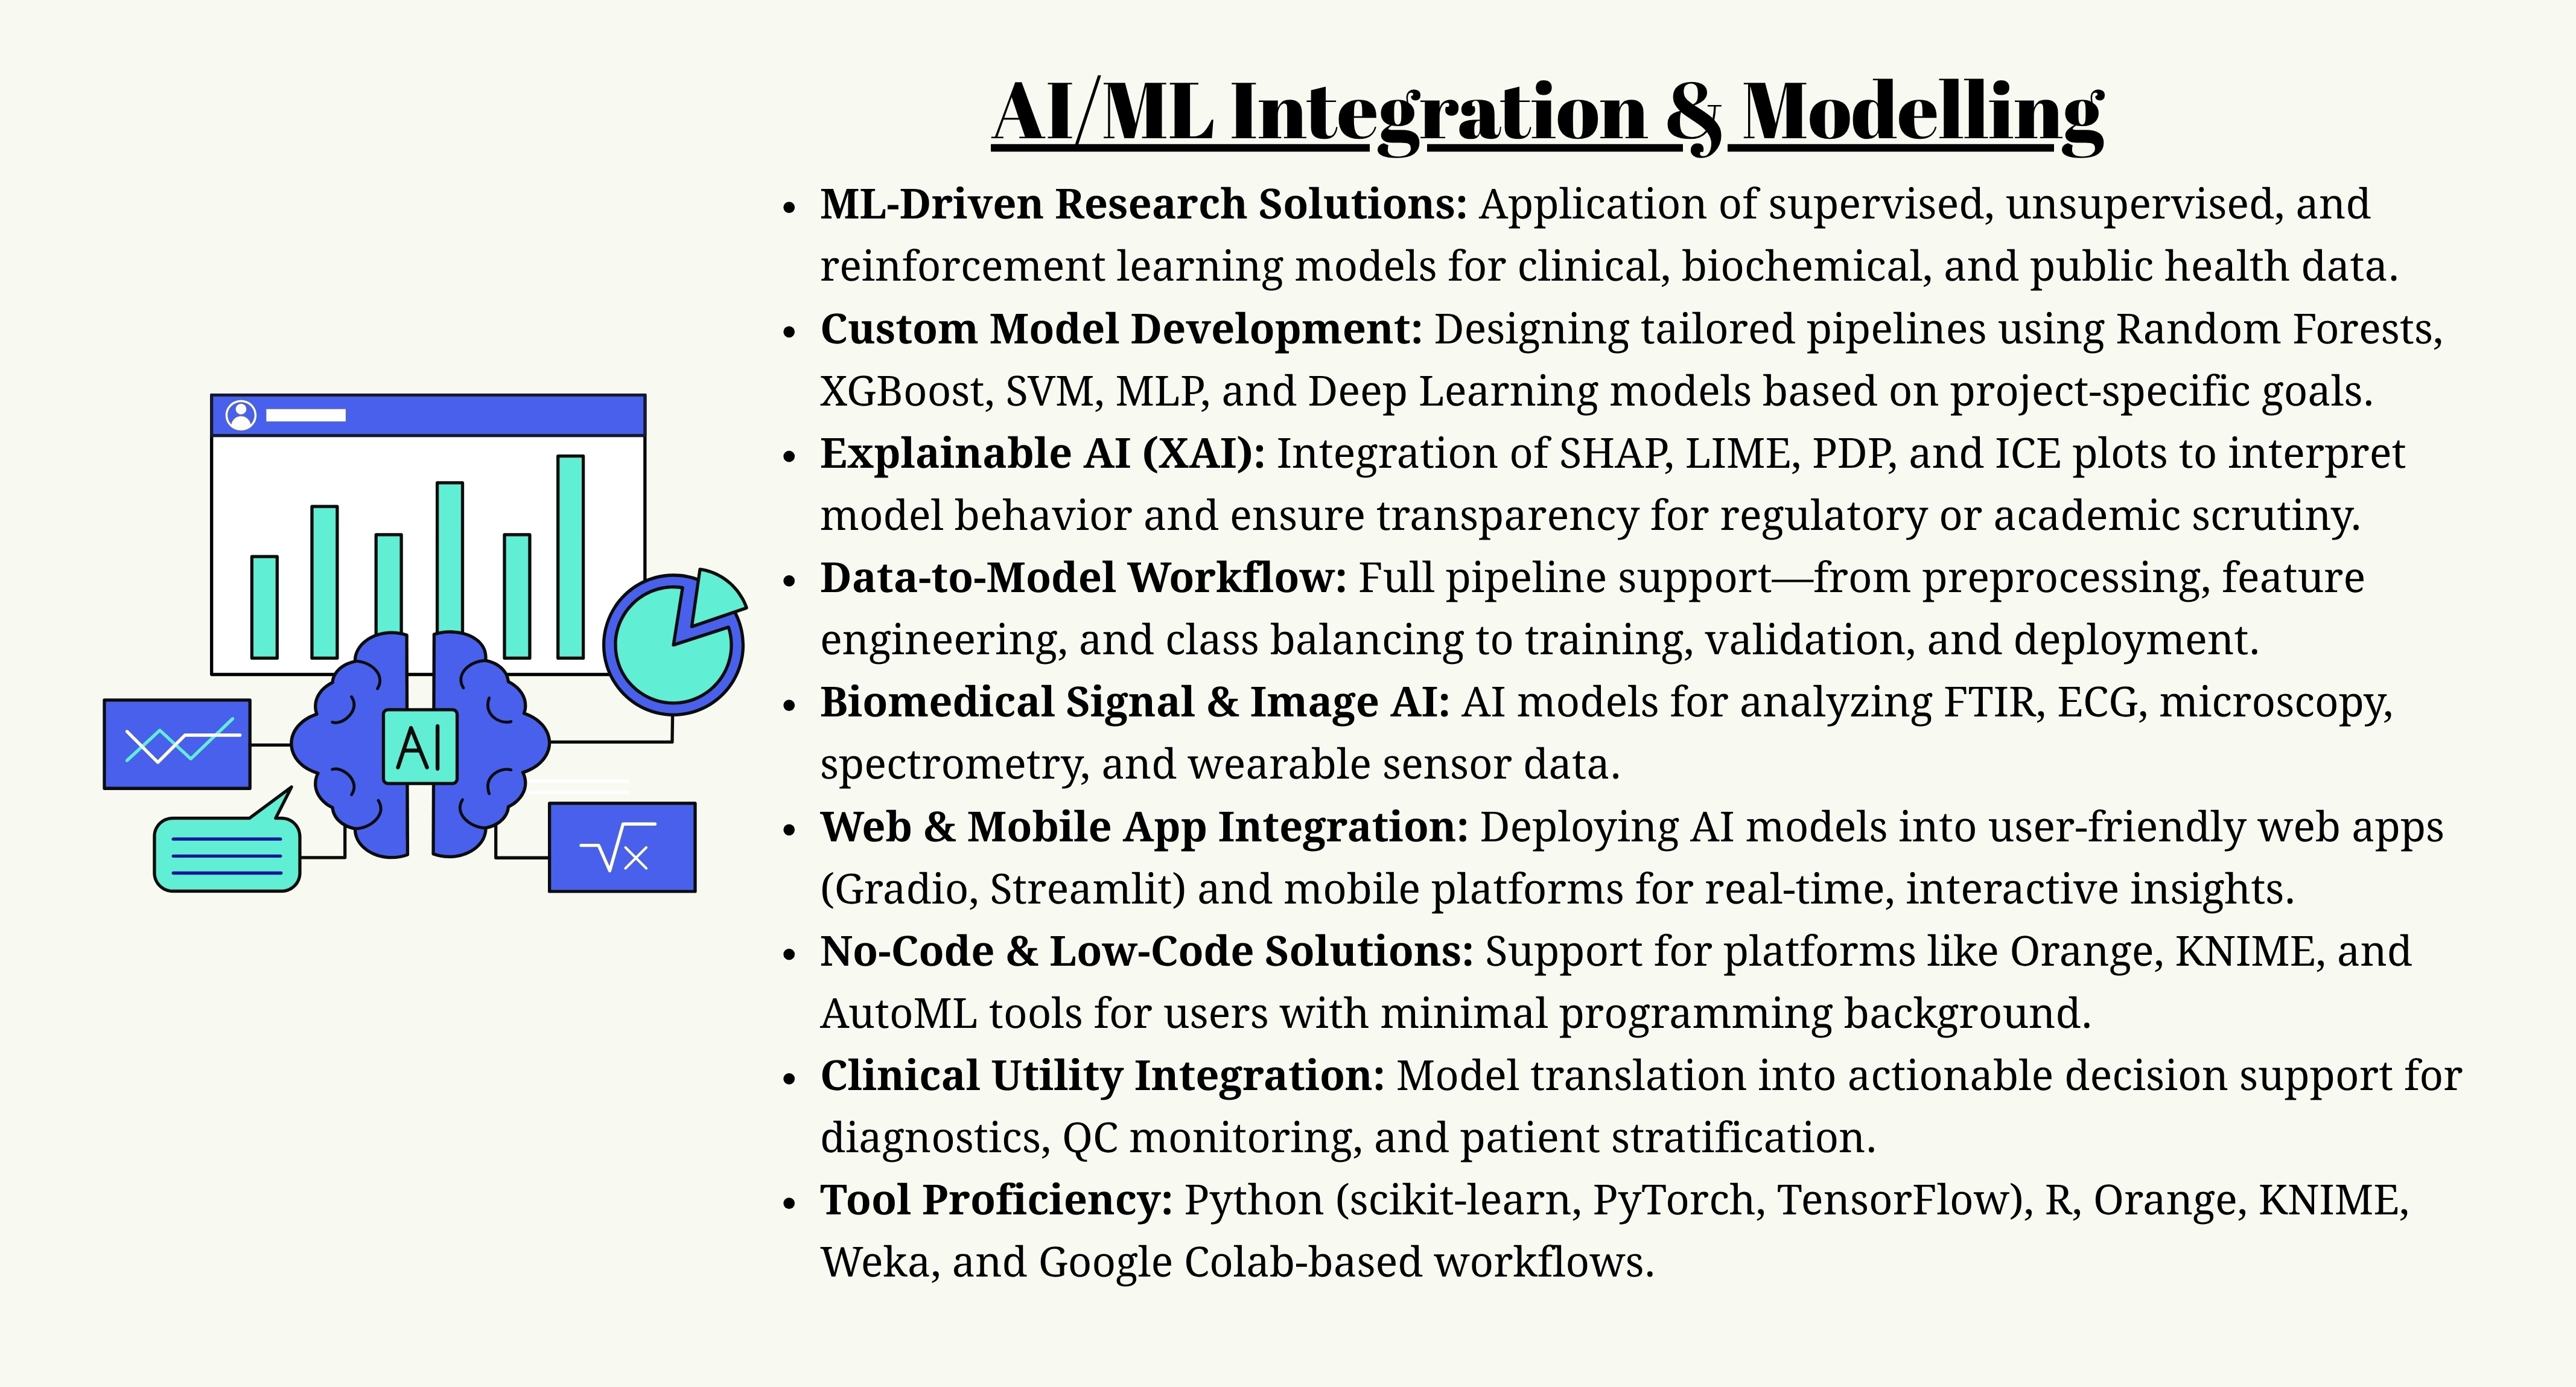 AI/ML Integration & Modelling
• ML-Driven Research Solutions: Application of supervised, unsupervised, and
reinforcement learning models for clinical, biochemical, and public health data.
• Custom Model Development: Designing tailored pipelines using Random Forests,
XGBoost, SVM, MLP, and Deep Learning models based on project-specific goals.
• Explainable AI (XAI): Integration of SHAP, LIME, PDP, and ICE plots to interpret
model behavior and ensure transparency for regulatory or academic scrutiny.
• Data-to-Model Workflow: Full pipeline support—from preprocessing, feature
engineering, and class balancing to training, validation, and deployment.
• Biomedical Signal & Image AI: AI models for analyzing FTIR, ECG, microscopy,
spectrometry, and wearable sensor data.
• Web & Mobile App Integration: Deploying AI models into user-friendly web apps
(Gradio, Streamlit) and mobile platforms for real-time, interactive insights.
• No-Code & Low-Code Solutions: Support for platforms like Orange, KNIME, and
AutoML tools for users with minimal programming background.
• Clinical Utility Integration: Model translation into actionable decision support for
diagnostics, QC monitoring, and patient stratification.
• Tool Proficiency: Python (scikit-learn, PyTorch, TensorFlow), R, Orange, KNIME,
Weka, and Google Colab-based workflows.
AI
√x